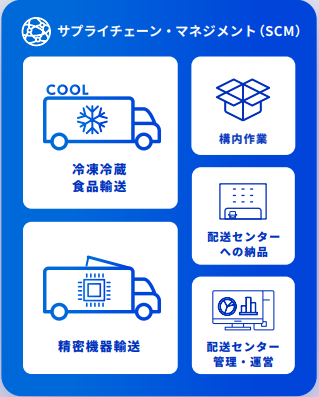 サプライチェーン・マネジメント（SCM）
COOL
冷凍冷蔵
食品輸送
構内作業
配送センター
への納品
精密機器輸送
配送センター
管理・運営